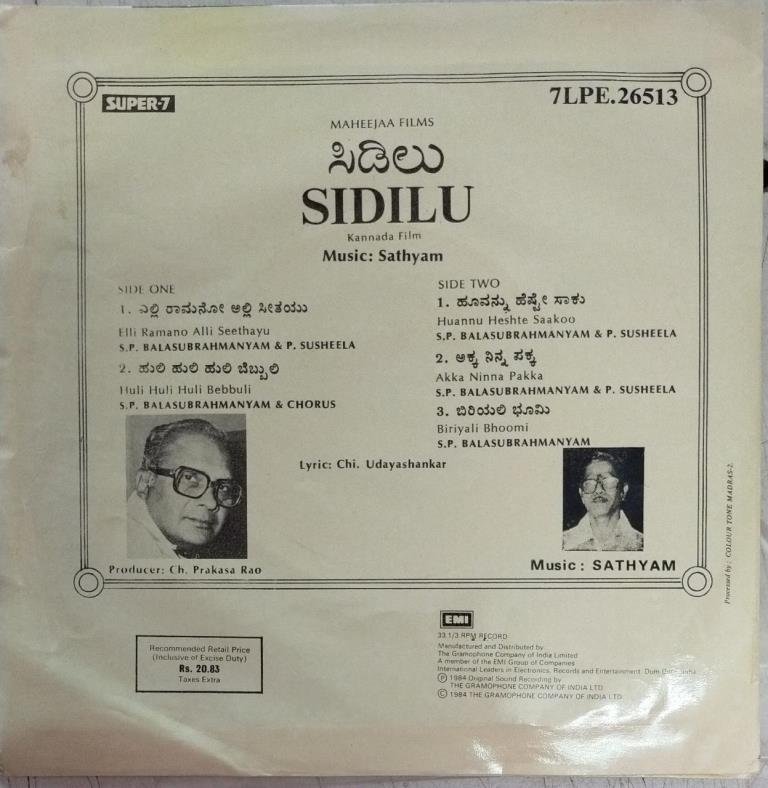 SUPER-7
7LPE.26513
MAHEEJAA FILMS
ಸಿಡಿಲು
SIDILU
Kannada Film
Music: Sathyam
SIDE ONE
1. ಎಲ್ಲಿ ರಾಮನೋ ಅಲ್ಲಿ ಸೀತೆಯು
Elli Ramano Alli Seethayu
S.P. BALASUBRAHMANYAM & P. SUSHEELA
2. ಹುಲಿ ಹುಲಿ ಹುಲಿ ಬೆಬ್ಬುಲಿ
Huli Huli Huli Bebbuli
S.P. BALASUBRAHMANYAM & CHORUS
SIDE TWO
1. ಹೂವನ್ನು ಹೆಷ್ಟೇ ಸಾಕು
Huannu Heshte Saakoo
S.P. BALASUBRAHMANYAM & P. SUSHEELA
2. ಅಕ್ಕ ನಿನ್ನ ಪಕ್ಕ
Akka Ninna Pakka
S.P. BALASUBRAHMANYAM & P. SUSHEELA
3. ಬಿರಿಯಲಿ ಭೂಮಿ
Biriyali Bhoomi
S.P. BALASUBRAHMANYAM
Lyric: Chi. Udayashankar
Producer: Ch. Prakasa Rao
Music: SATHYAM
Processed by: COLOUR TONE MADRAS-2.
Recommended Retail Price
(Inclusive of Excise Duty)
Rs. 20.83
Taxes Extra
EMI
33.1/3 RPM RECORD
Manufactured and Distributed by
The Gramophone Company of India Limited
A member of the EMI Group of Companies
International Leaders in Electronics, Records and Entertainment. Dum Dum, India
Ⓟ 1984 Original Sound Recording by
THE GRAMOPHONE COMPANY OF INDIA LTD
© 1984 THE GRAMOPHONE COMPANY OF INDIA LTD